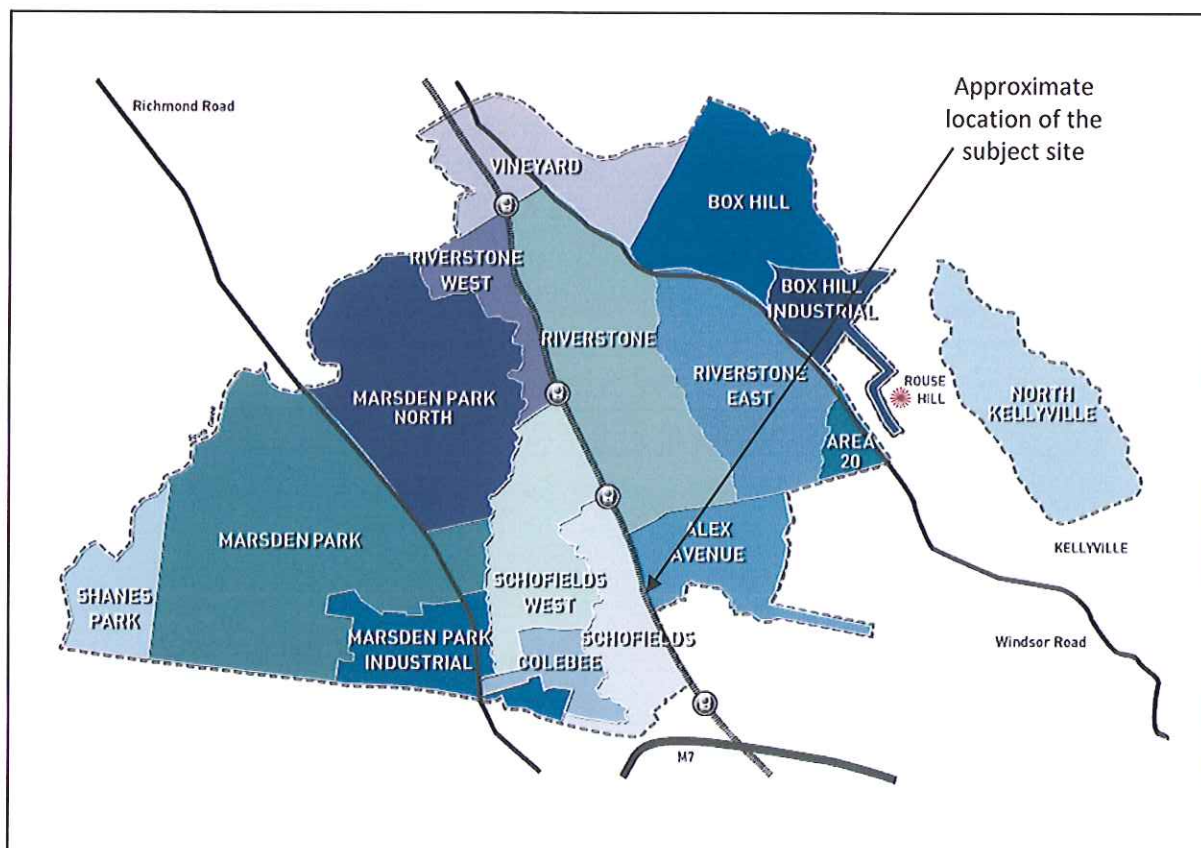 Richmond Road
Approximate
location of the
subject site
VINEYARD
BOX HILL
RIVERSTONE
WEST
BOX HILL
INDUSTRIAL
RIVERSTONE
RIVERSTONE
EAST
ROUSE
HILL
NORTH
KELLYVILLE
MARSDEN PARK
NORTH
AREA
20
MARSDEN PARK
ALEX
AVENUE
KELLYVILLE
SHANES
PARK
SCHOFIELDS
WEST
MARSDEN PARK
INDUSTRIAL
COLEBEE
SCHOFIELDS
Windsor Road
M7